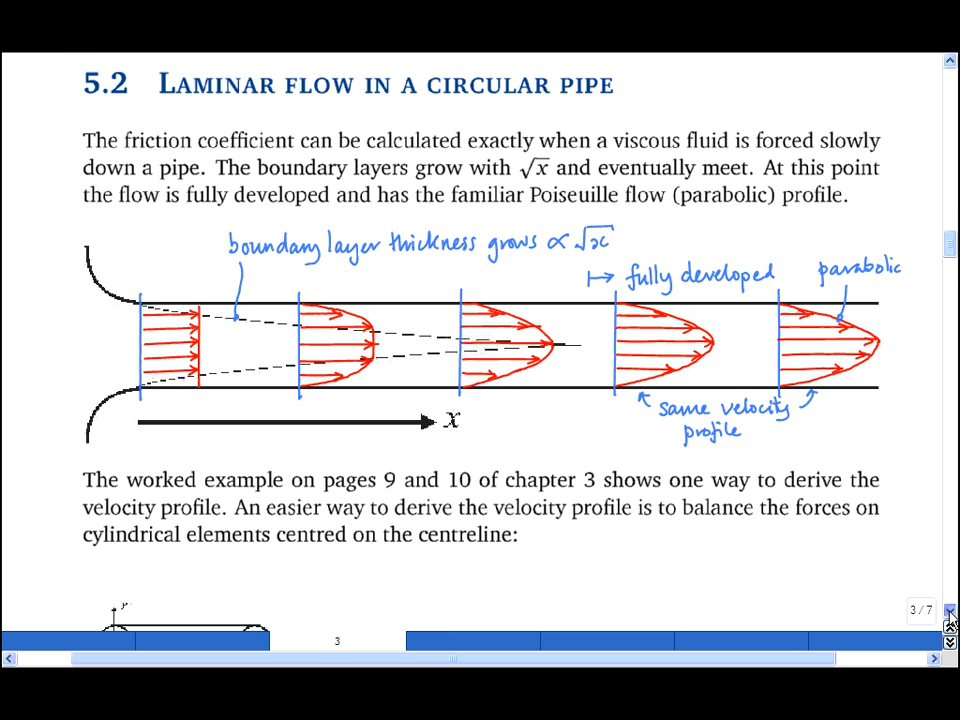 5.2 LAMINAR FLOW IN A CIRCULAR PIPE
The friction coefficient can be calculated exactly when a viscous fluid is forced slowly
down a pipe. The boundary layers grow with √x and eventually meet. At this point
the flow is fully developed and has the familiar Poiseuille flow (parabolic) profile.
boundary layer thickness grows ∝ √x
↦ fully developed
parabolic
x
same velocity
profile
The worked example on pages 9 and 10 of chapter 3 shows one way to derive the
velocity profile. An easier way to derive the velocity profile is to balance the forces on
cylindrical elements centred on the centreline:
3 / 7
3